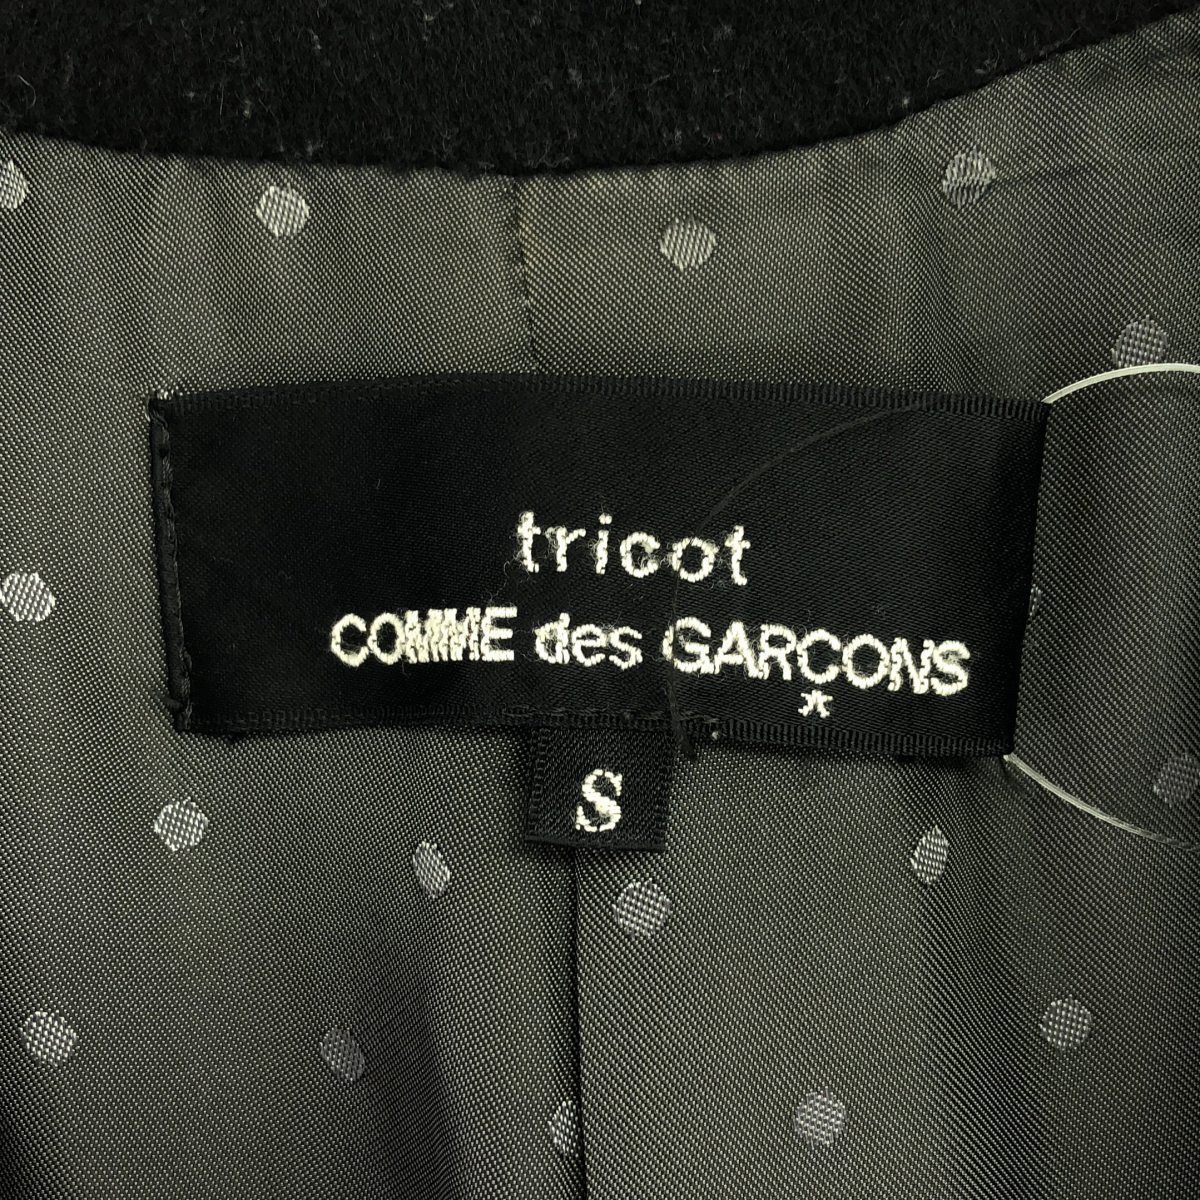 tricot
COMME des GARCONS
*
S